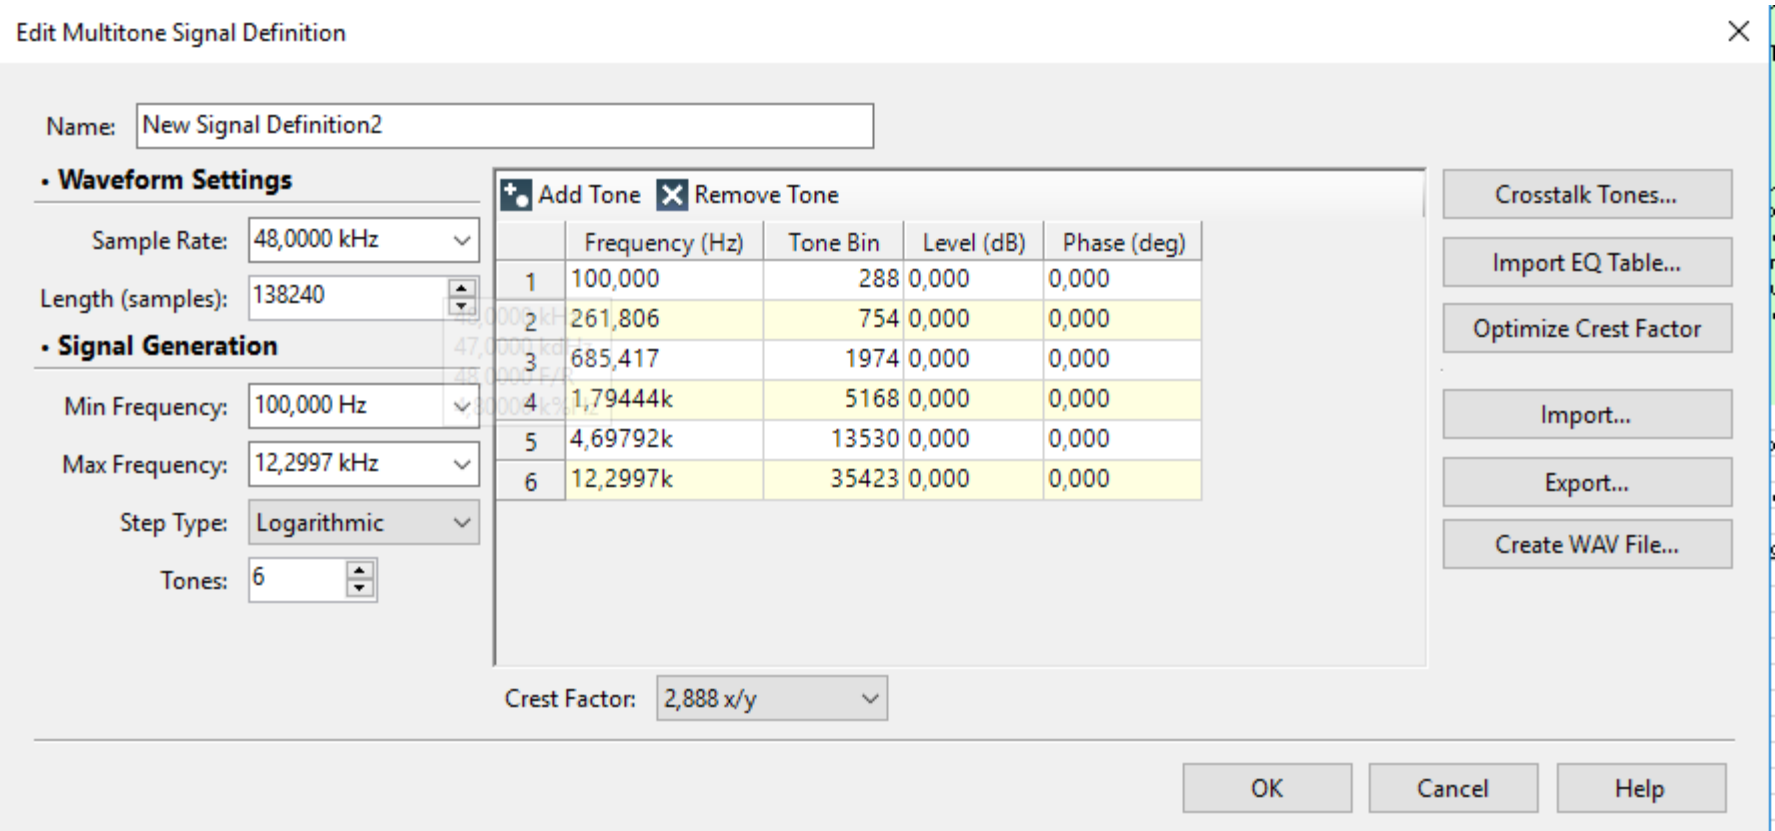 Edit Multitone Signal Definition
Name: New Signal Definition2
• Waveform Settings
Sample Rate: 48,0000 kHz
Length (samples): 138240
• Signal Generation
Min Frequency: 100,000 Hz
Max Frequency: 12,2997 kHz
Step Type: Logarithmic
Tones: 6
Add Tone Remove Tone
Frequency (Hz) Tone Bin Level (dB) Phase (deg)
1 100,000 288 0,000 0,000
2 261,806 754 0,000 0,000
3 685,417 1974 0,000 0,000
4 1,79444k 5168 0,000 0,000
5 4,69792k 13530 0,000 0,000
6 12,2997k 35423 0,000 0,000
Crest Factor: 2,888 x/y
Crosstalk Tones...
Import EQ Table...
Optimize Crest Factor
Import...
Export...
Create WAV File...
OK Cancel Help